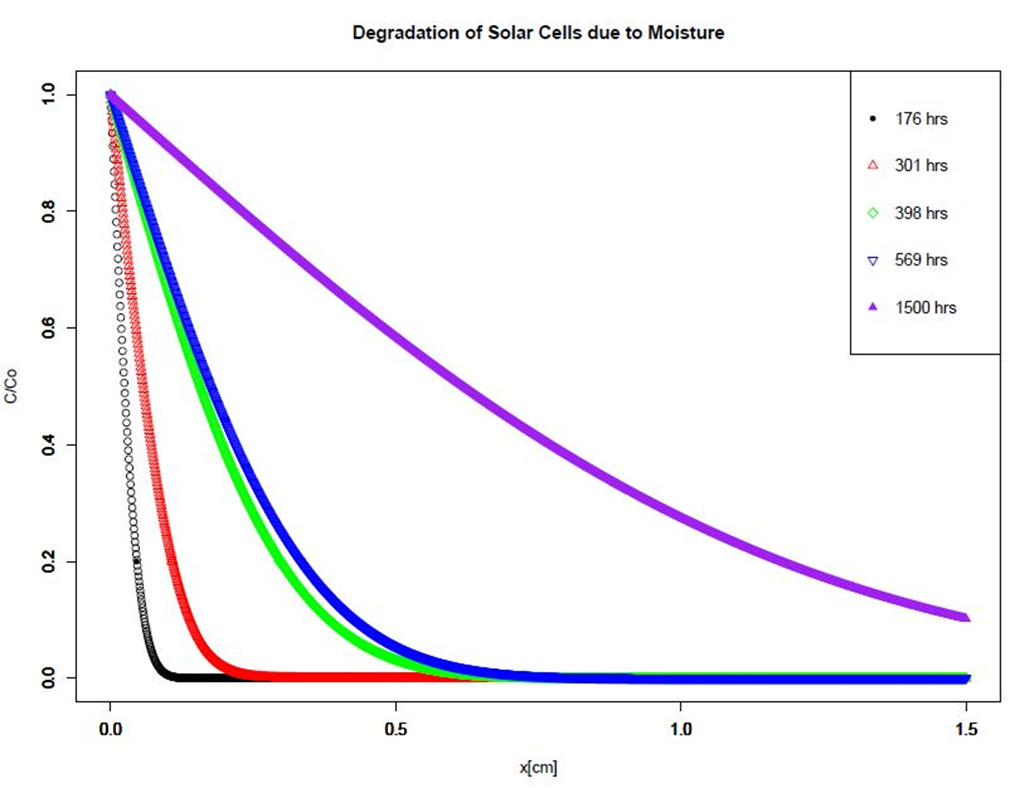 Degradation of Solar Cells due to Moisture
1.0
0.8
0.6
0.4
0.2
0.0
C/Co
176 hrs
301 hrs
398 hrs
569 hrs
1500 hrs
0.0 0.5 1.0 1.5
x[cm]